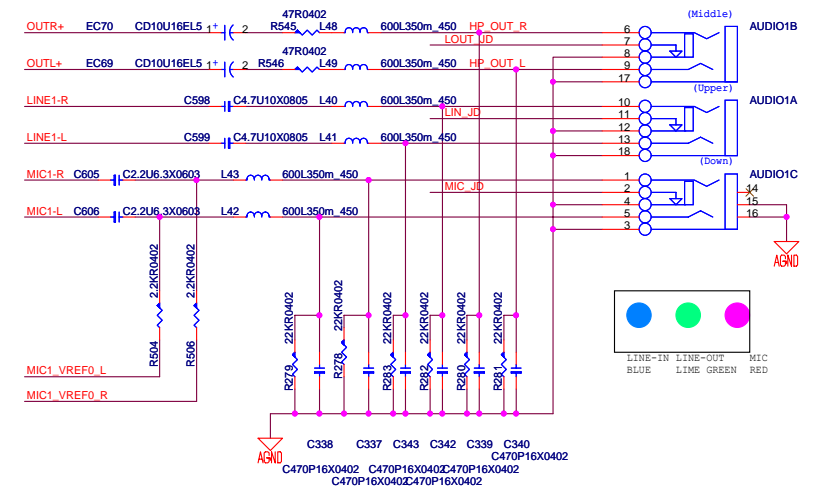 (Middle)
47R0402
OUTR+ EC70 CD10U16EL5 1 + 2 R545 L48 600L350m_450 HP_OUT_R 6 AUDIO1B
LOUT_JD 7
8
47R0402
OUTL+ EC69 CD10U16EL5 1 + 2 R546 L49 600L350m_450 HP_OUT_L 9
17
(Upper)
LINE1-R C598 C4.7U10X0805 L40 600L350m_450 10 AUDIO1A
LIN_JD 11
12
LINE1-L C599 C4.7U10X0805 L41 600L350m_450 13
18
(Down)
MIC1-R C605 C2.2U6.3X0603 L43 600L350m_450 1 AUDIO1C
MIC_JD 2 14
4 15
MIC1-L C606 C2.2U6.3X0603 L42 600L350m_450 5 16
3
AGND
2.2KR0402 2.2KR0402
R504 R506
22KR0402 22KR0402 22KR0402 22KR0402 22KR0402 22KR0402
R279 R278 R283 R282 R280 R281
LINE-IN LINE-OUT MIC
BLUE LIME GREEN RED
MIC1_VREF0_L
MIC1_VREF0_R
AGND
C338 C337 C343 C342 C339 C340
C470P16X0402
C470P16X0402 C470P16X0402 C470P16X0402
C470P16X0402 C470P16X0402